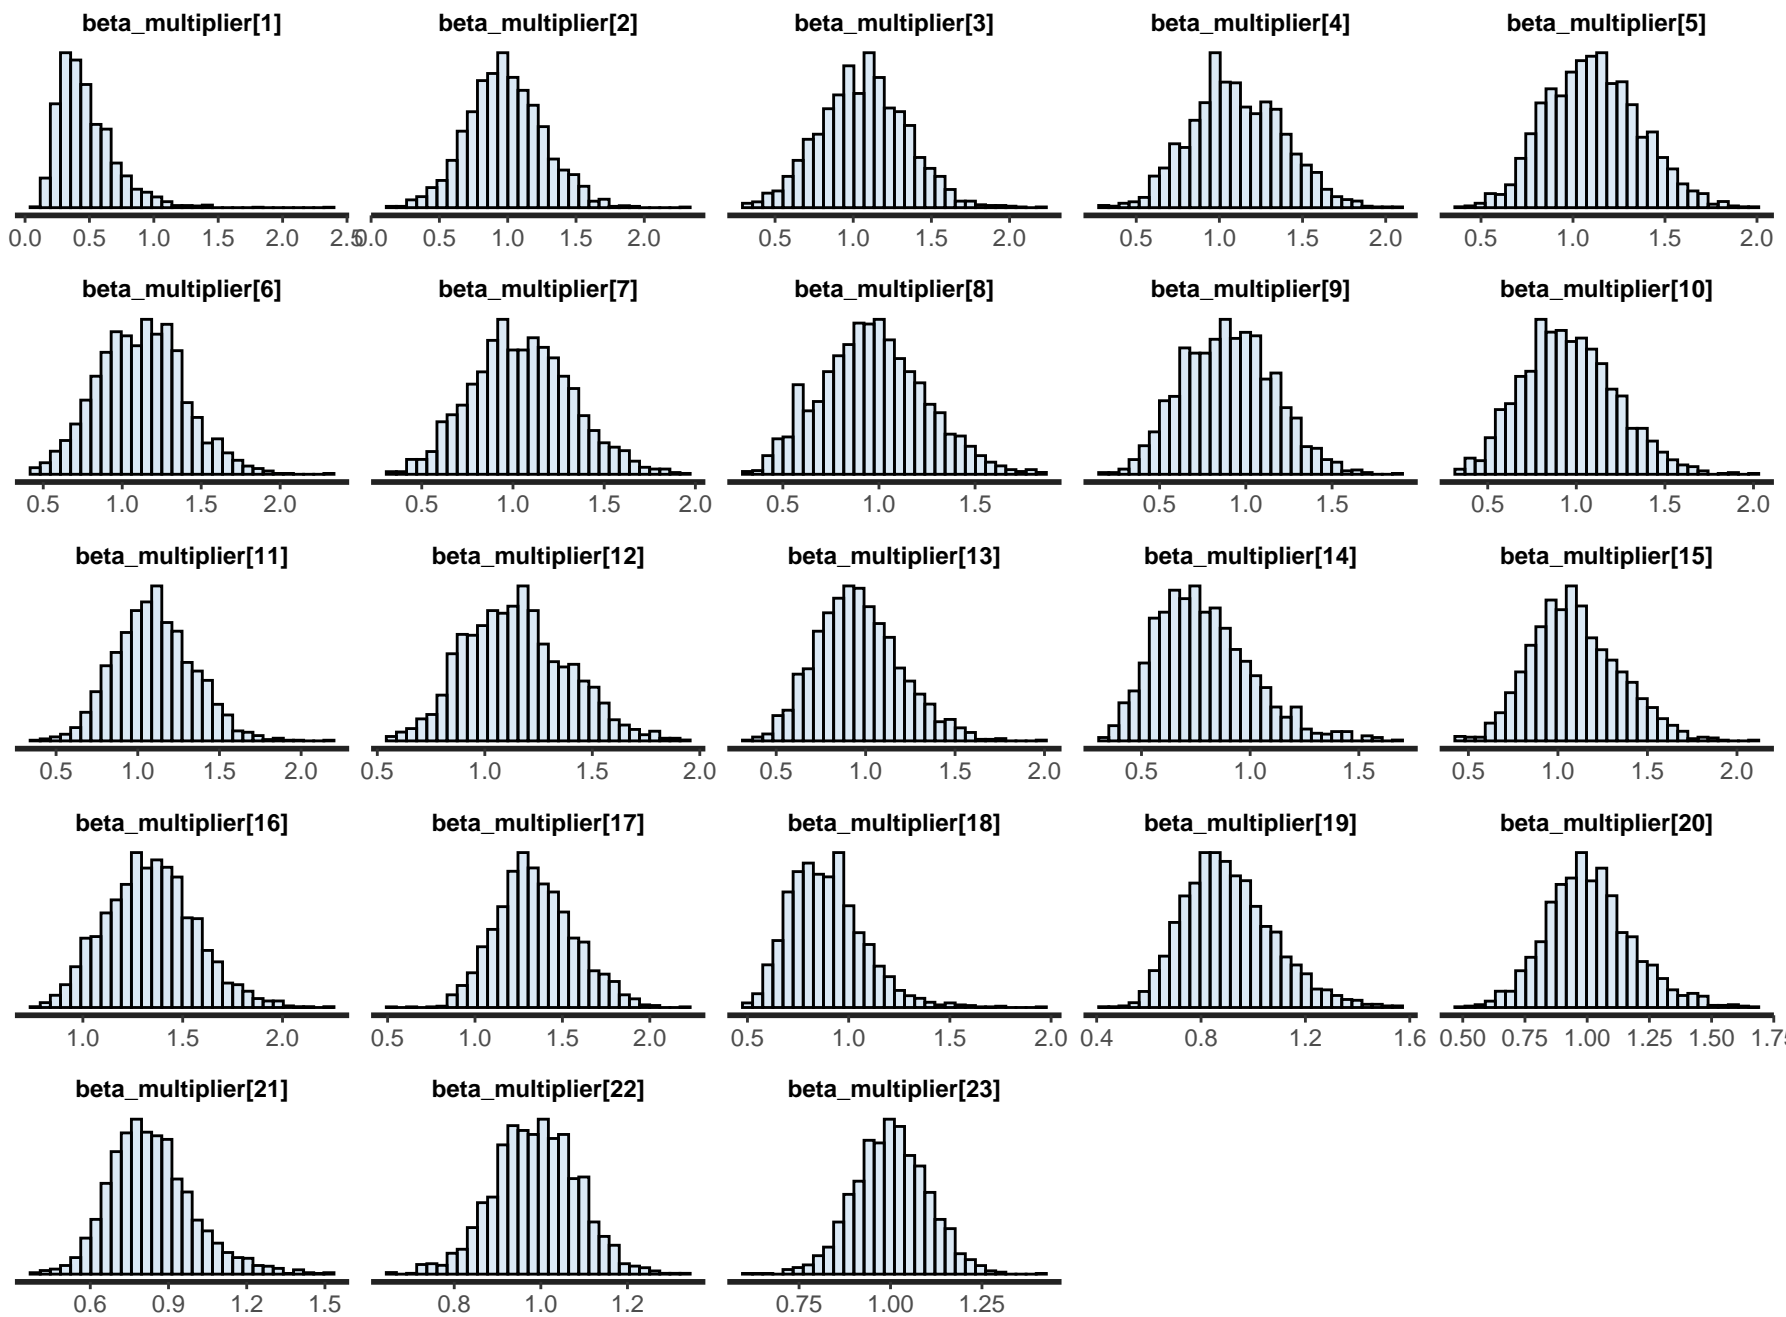 beta_multiplier[1] beta_multiplier[2] beta_multiplier[3] beta_multiplier[4] beta_multiplier[5]
0.0 0.5 1.0 1.5 2.0 2.5 0.0 0.5 1.0 1.5 2.0 0.5 1.0 1.5 2.0 0.5 1.0 1.5 2.0 0.5 1.0 1.5 2.0
beta_multiplier[6] beta_multiplier[7] beta_multiplier[8] beta_multiplier[9] beta_multiplier[10]
0.5 1.0 1.5 2.0 0.5 1.0 1.5 2.0 0.5 1.0 1.5 0.5 1.0 1.5 0.5 1.0 1.5 2.0
beta_multiplier[11] beta_multiplier[12] beta_multiplier[13] beta_multiplier[14] beta_multiplier[15]
0.5 1.0 1.5 2.0 0.5 1.0 1.5 2.0 0.5 1.0 1.5 2.0 0.5 1.0 1.5 0.5 1.0 1.5 2.0
beta_multiplier[16] beta_multiplier[17] beta_multiplier[18] beta_multiplier[19] beta_multiplier[20]
1.0 1.5 2.0 0.5 1.0 1.5 2.0 0.5 1.0 1.5 2.0 0.4 0.8 1.2 1.6 0.50 0.75 1.00 1.25 1.50 1.75
beta_multiplier[21] beta_multiplier[22] beta_multiplier[23]
0.6 0.9 1.2 1.5 0.8 1.0 1.2 0.75 1.00 1.25